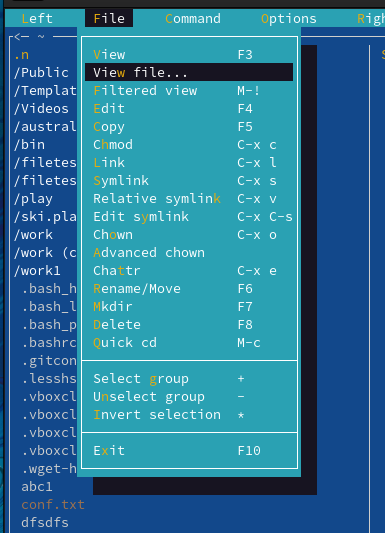 Left File Command Options Righ
<─ ~
.n
/Public
/Templat
/Videos
/austral
/bin
/filetes
/filetes
/play
/ski.pla
/work
/work (c
/work1
.bash_h
.bash_l
.bash_p
.bashrc
.gitcon
.lesshs
.vboxcl
.vboxcl
.vboxcl
.vboxcl
.wget-h
abc1
conf.txt
dfsdfs
View F3
View file...
Filtered view M-!
Edit F4
Copy F5
Chmod C-x c
Link C-x l
Symlink C-x s
Relative symlink C-x v
Edit symlink C-x C-s
Chown C-x o
Advanced chown
Chattr C-x e
Rename/Move F6
Mkdir F7
Delete F8
Quick cd M-c
Select group +
Unselect group -
Invert selection *
Exit F10